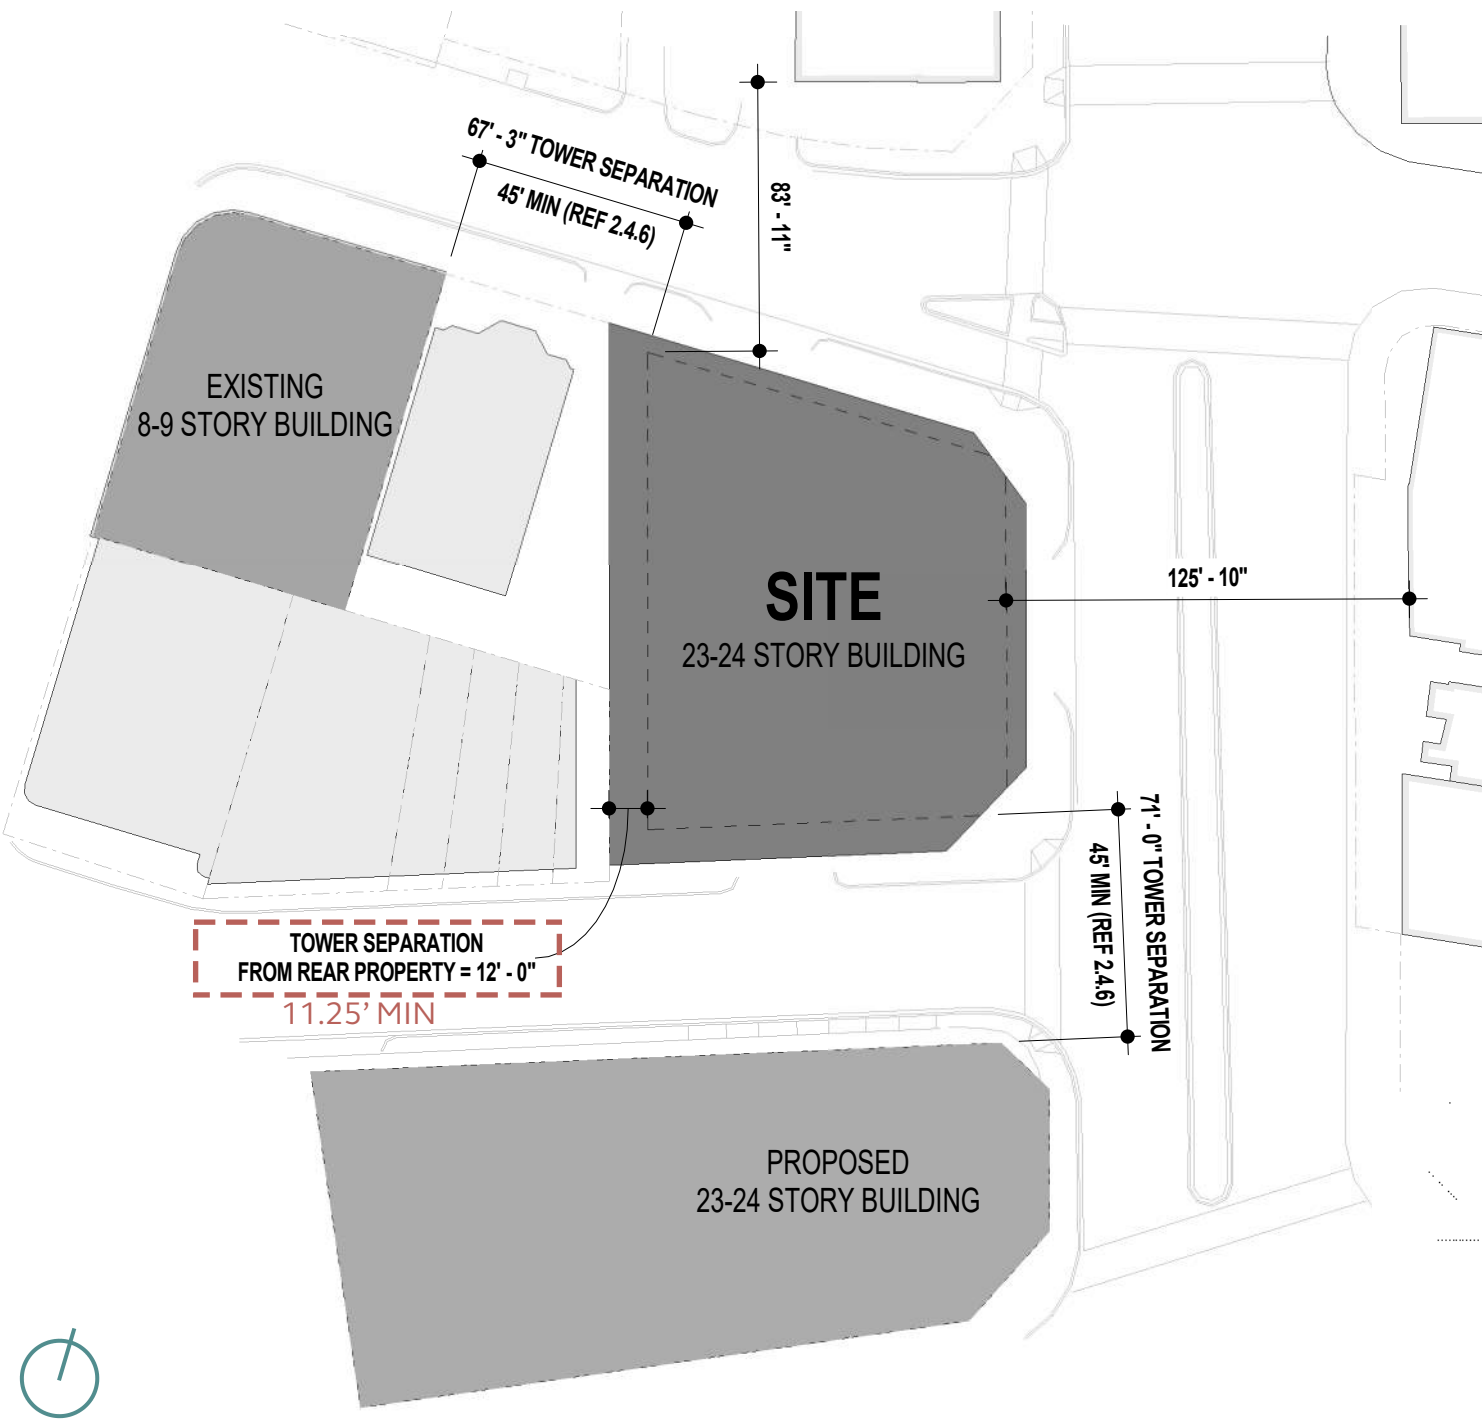 67' - 3" TOWER SEPARATION
45' MIN (REF 2.4.6)
83' - 11"
EXISTING
8-9 STORY BUILDING
SITE
23-24 STORY BUILDING
125' - 10"
71' - 0" TOWER SEPARATION
45' MIN (REF 2.4.6)
TOWER SEPARATION
FROM REAR PROPERTY = 12' - 0"
11.25’ MIN
PROPOSED
23-24 STORY BUILDING